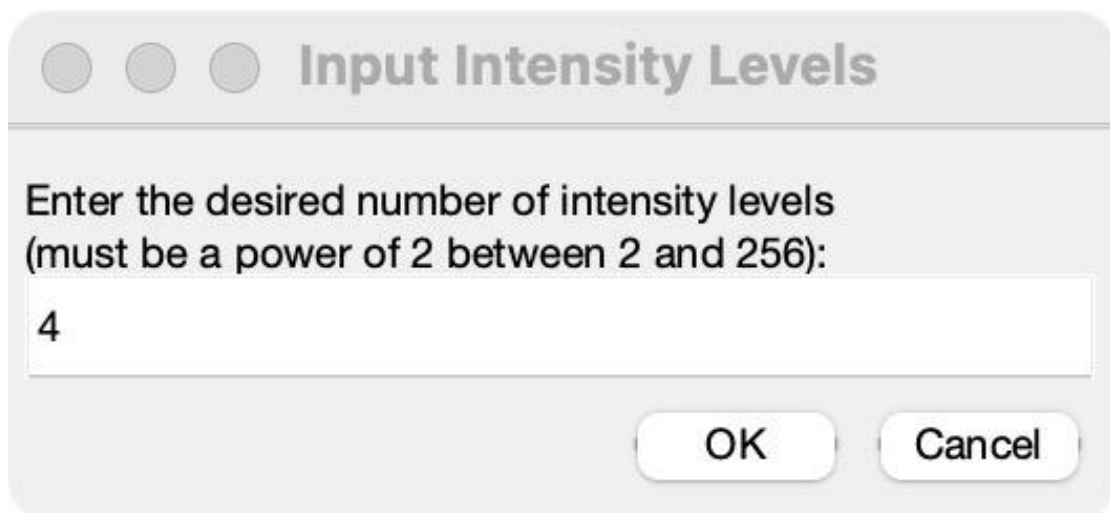 Input Intensity Levels
Enter the desired number of intensity levels
(must be a power of 2 between 2 and 256):
4
OK Cancel